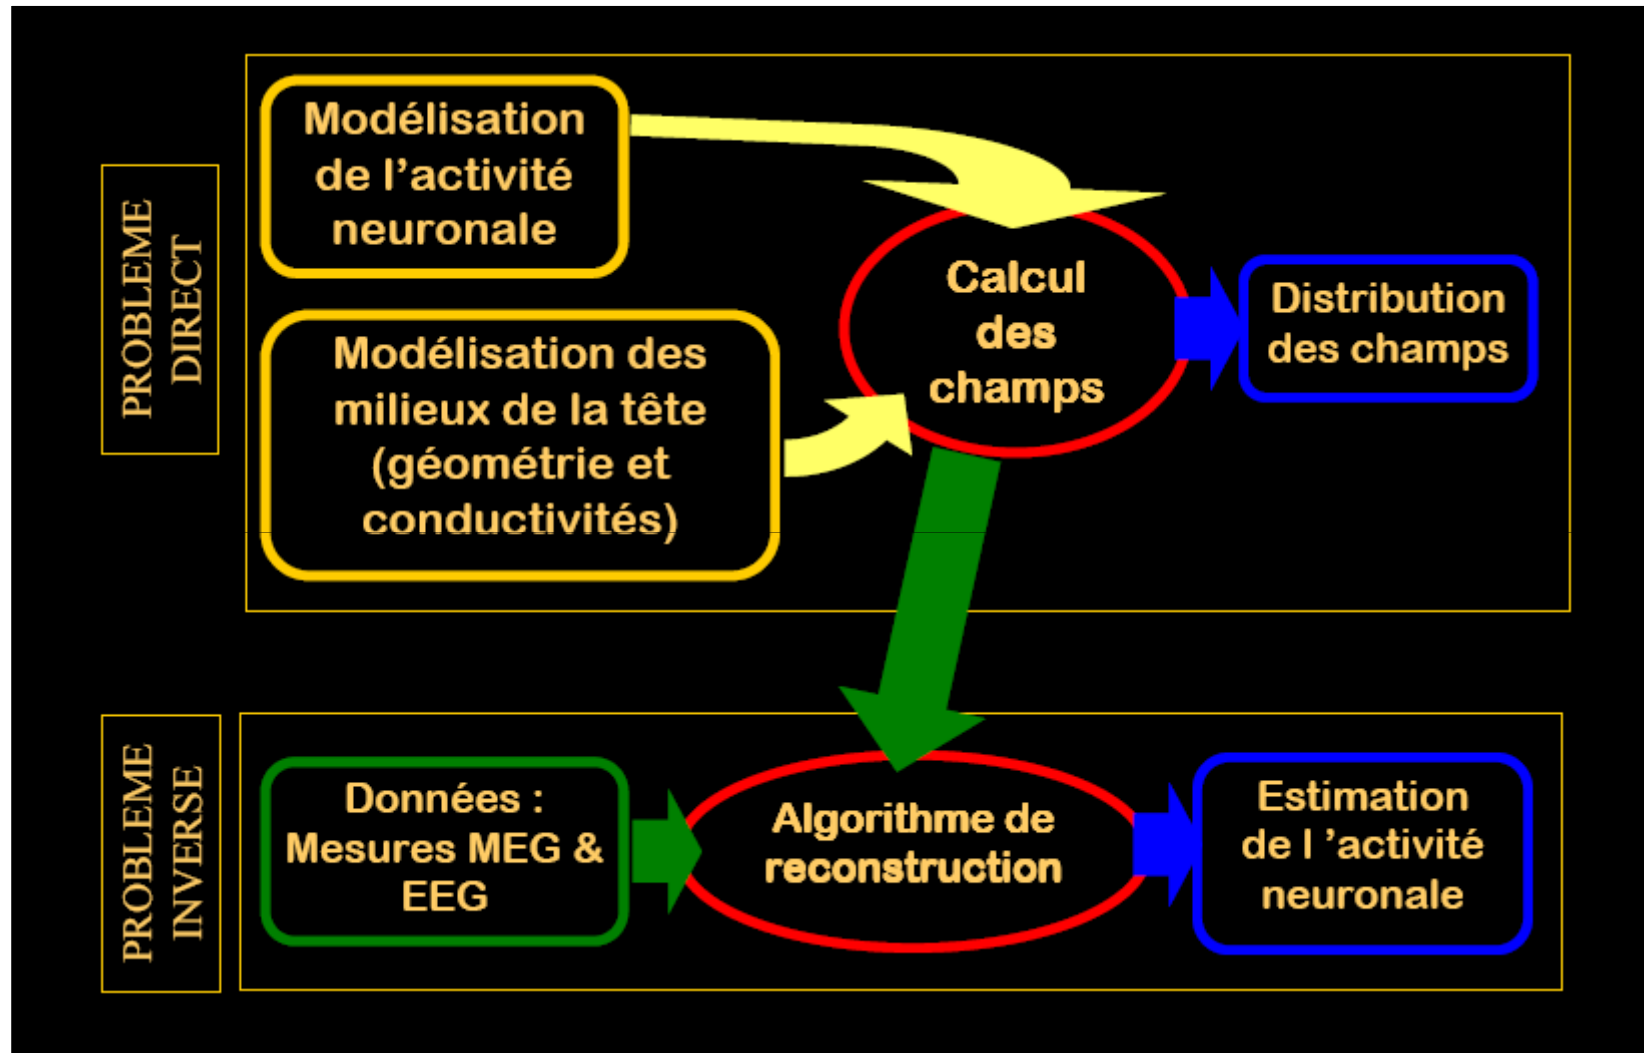 PROBLEME
DIRECT
Modélisation
de l'activité
neuronale
Modélisation des
milieux de la tête
(géométrie et
conductivités)
Calcul
des
champs
Distribution
des champs
PROBLEME
INVERSE
Données :
Mesures MEG &
EEG
Algorithme de
reconstruction
Estimation
de l 'activité
neuronale